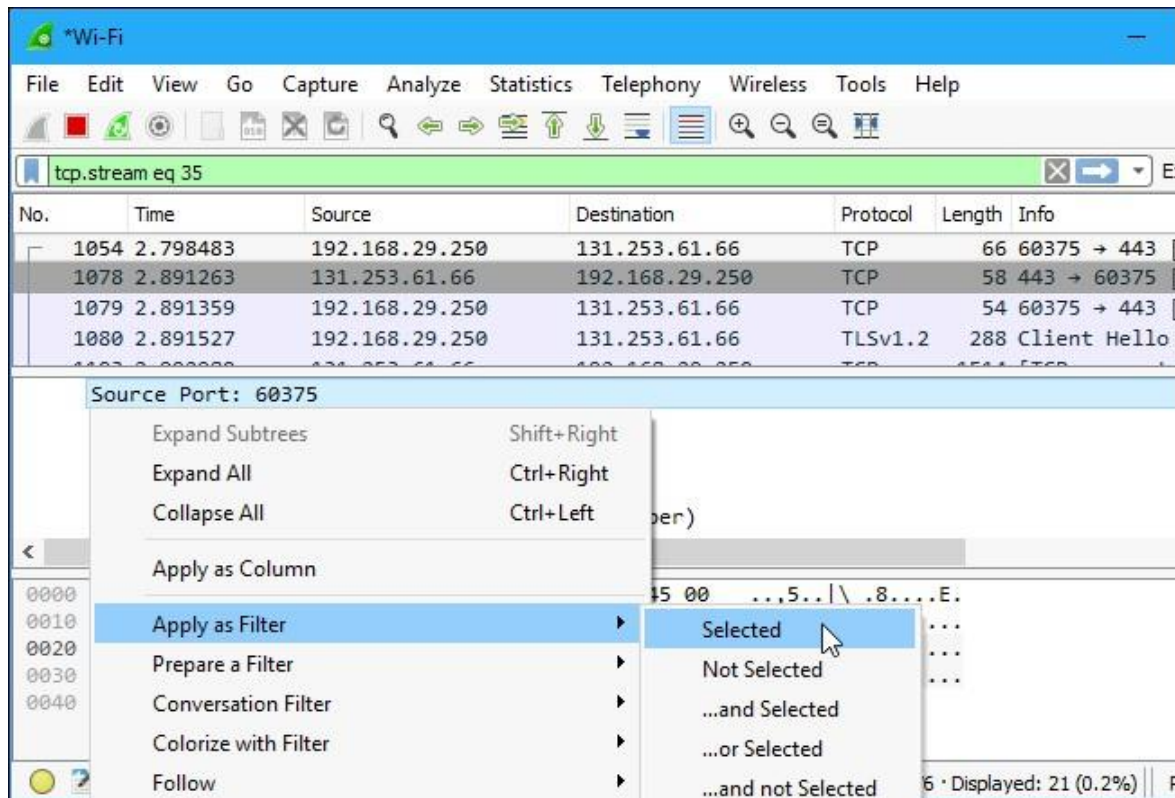 *Wi-Fi
File Edit View Go Capture Analyze Statistics Telephony Wireless Tools Help
tcp.stream eq 35
No. Time Source Destination Protocol Length Info
1054 2.798483 192.168.29.250 131.253.61.66 TCP 66 60375 → 443 [
1078 2.891263 131.253.61.66 192.168.29.250 TCP 58 443 → 60375 [
1079 2.891359 192.168.29.250 131.253.61.66 TCP 54 60375 → 443 [
1080 2.891527 192.168.29.250 131.253.61.66 TLSv1.2 288 Client Hello
Source Port: 60375
Expand Subtrees Shift+Right
Expand All Ctrl+Right
Collapse All Ctrl+Left
ber)
Apply as Column
0000 45 00 ..,5..|\ .8....E.
0010 Apply as Filter Selected ...
0020 ...
0030 Prepare a Filter Not Selected ...
0040 Conversation Filter ...and Selected
Colorize with Filter ...or Selected
Follow ...and not Selected 6 · Displayed: 21 (0.2%)